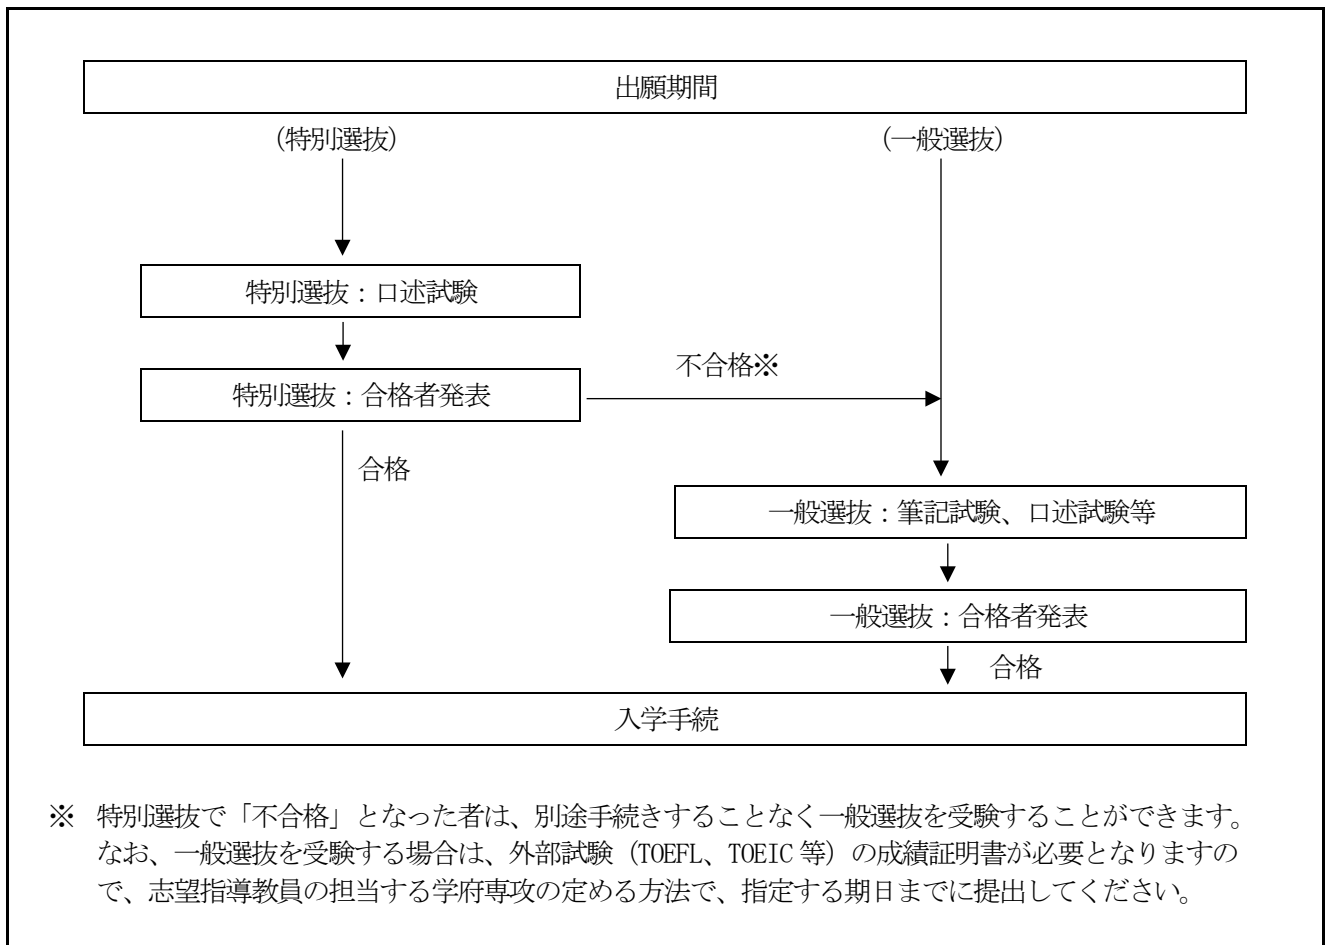 出願期間
（特別選抜）
（一般選抜）
特別選抜：口述試験
不合格※
特別選抜：合格者発表
合格
一般選抜：筆記試験、口述試験等
一般選抜：合格者発表
合格
入学手続
※ 特別選抜で「不合格」となった者は、別途手続きすることなく一般選抜を受験することができます。
なお、一般選抜を受験する場合は、外部試験（TOEFL、TOEIC 等）の成績証明書が必要となりますの
で、志望指導教員の担当する学府専攻の定める方法で、指定する期日までに提出してください。